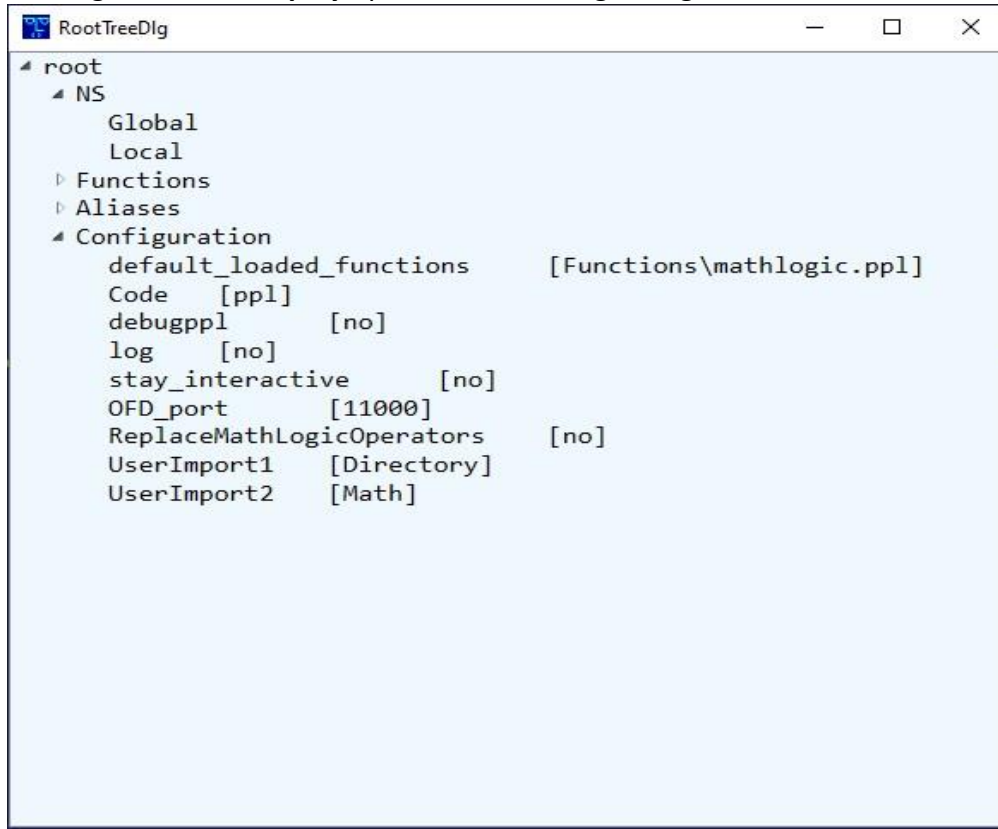 RootTreeDlg
root
NS
Global
Local
Functions
Aliases
Configuration
default_loaded_functions [Functions\mathlogic.ppl]
Code [ppl]
debugppl [no]
log [no]
stay_interactive [no]
OFD_port [11000]
ReplaceMathLogicOperators [no]
UserImport1 [Directory]
UserImport2 [Math]